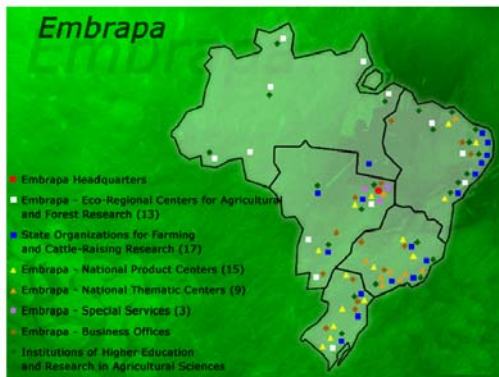 Embrapa
Embrapa
Embrapa Headquarters
Embrapa - Eco-Regional Centers for Agricultural
and Forest Research (13)
State Organizations for Farming
and Cattle-Raising Research (17)
Embrapa - National Product Centers (15)
Embrapa - National Thematic Centers (9)
Embrapa - Special Services (3)
Embrapa - Business Offices
Institutions of Higher Education
and Research in Agricultural Sciences